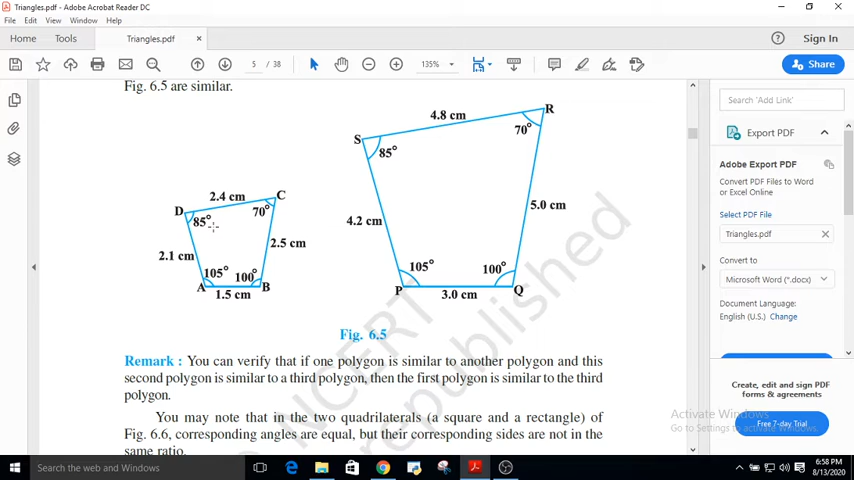 Triangles.pdf - Adobe Acrobat Reader DC
File Edit View Window Help
Home Tools Triangles.pdf × ? Sign In
5 / 38 135% Share
Fig. 6.5 are similar.
D 2.4 cm C
85° 70°
2.1 cm 2.5 cm
105° 100°
A B
1.5 cm
S 4.8 cm R
85° 70°
4.2 cm 5.0 cm
105° 100°
P Q
3.0 cm
Fig. 6.5
Remark : You can verify that if one polygon is similar to another polygon and this
second polygon is similar to a third polygon, then the first polygon is similar to the third
polygon.
You may note that in the two quadrilaterals (a square and a rectangle) of
Fig. 6.6, corresponding angles are equal, but their corresponding sides are not in the
same ratio.
NCERT
republished
Search 'Add Link'
Export PDF
Adobe Export PDF
Convert PDF Files to Word
or Excel Online
Select PDF File
Triangles.pdf
Convert to
Microsoft Word (*.docx)
Document Language:
English (U.S.) Change
Create, edit and sign PDF
forms & agreements
Free 7-day Trial
Activate Windows
Go to Settings to activate Windows.
Search the web and Windows
6:58 PM
8/13/2020